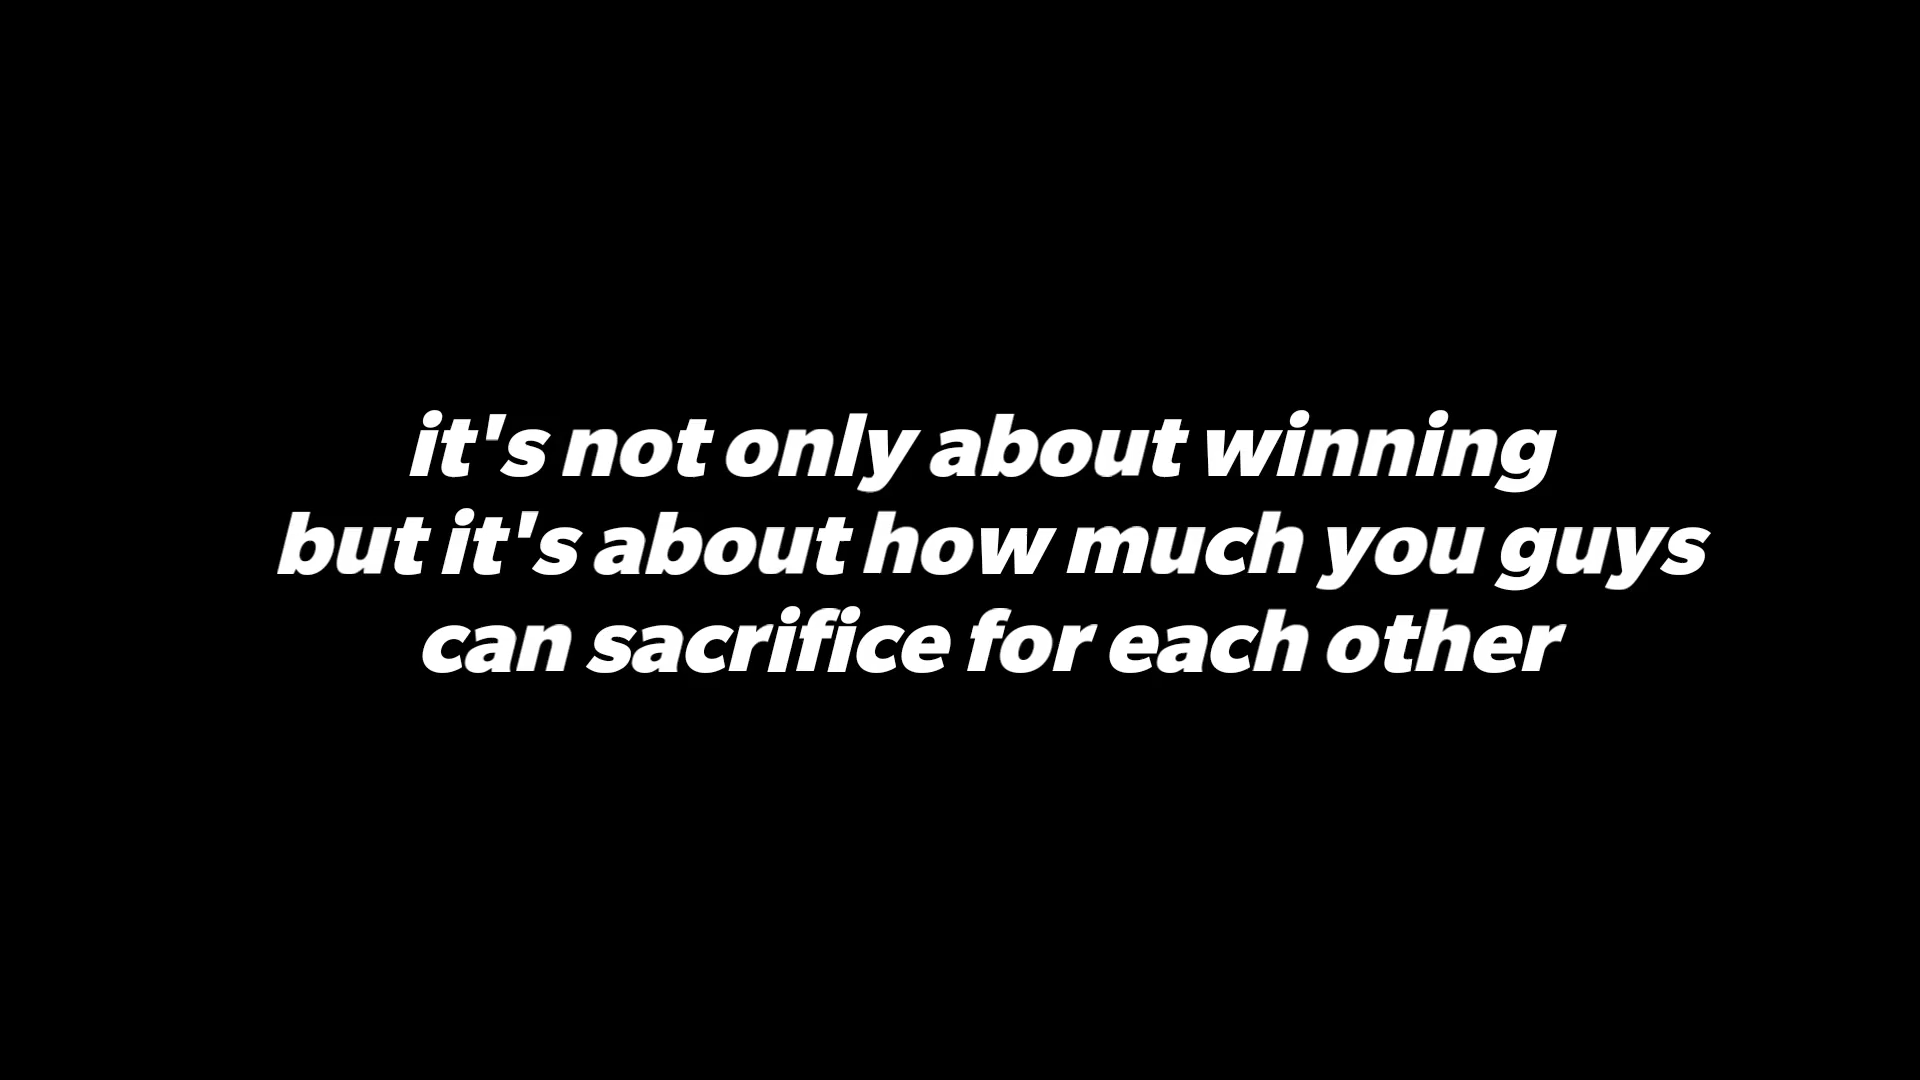 it's not only about winning
but it's about how much you guys
can sacrifice for each other